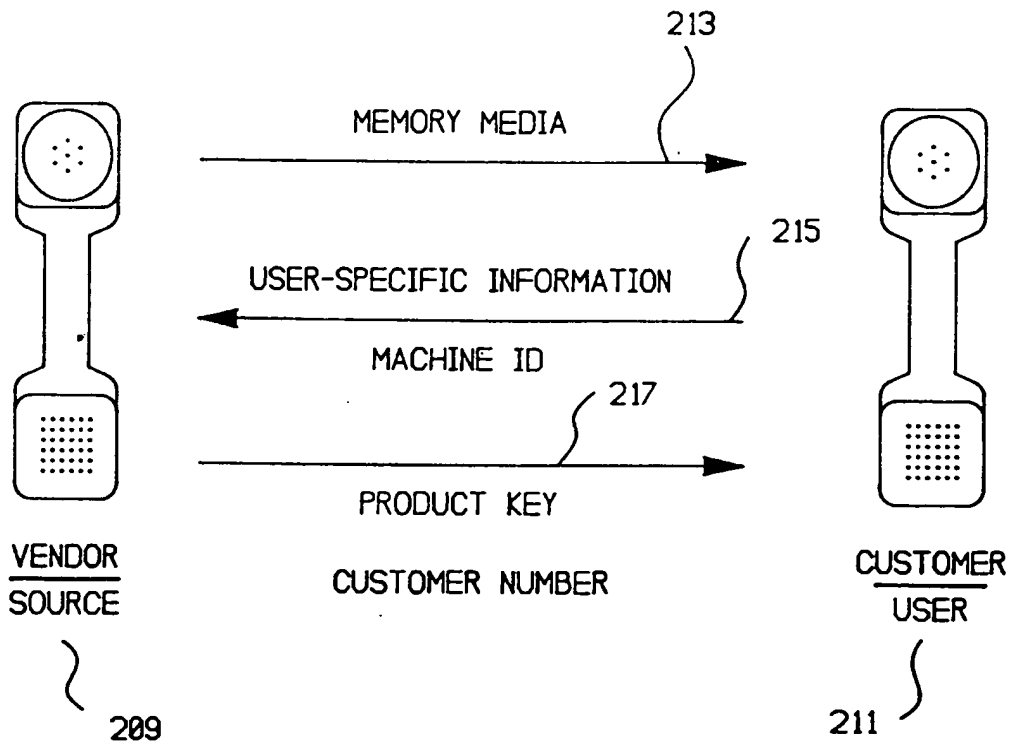 213
MEMORY MEDIA
215
USER-SPECIFIC INFORMATION
MACHINE ID
217
PRODUCT KEY
VENDOR
SOURCE
CUSTOMER NUMBER
CUSTOMER
USER
209
211